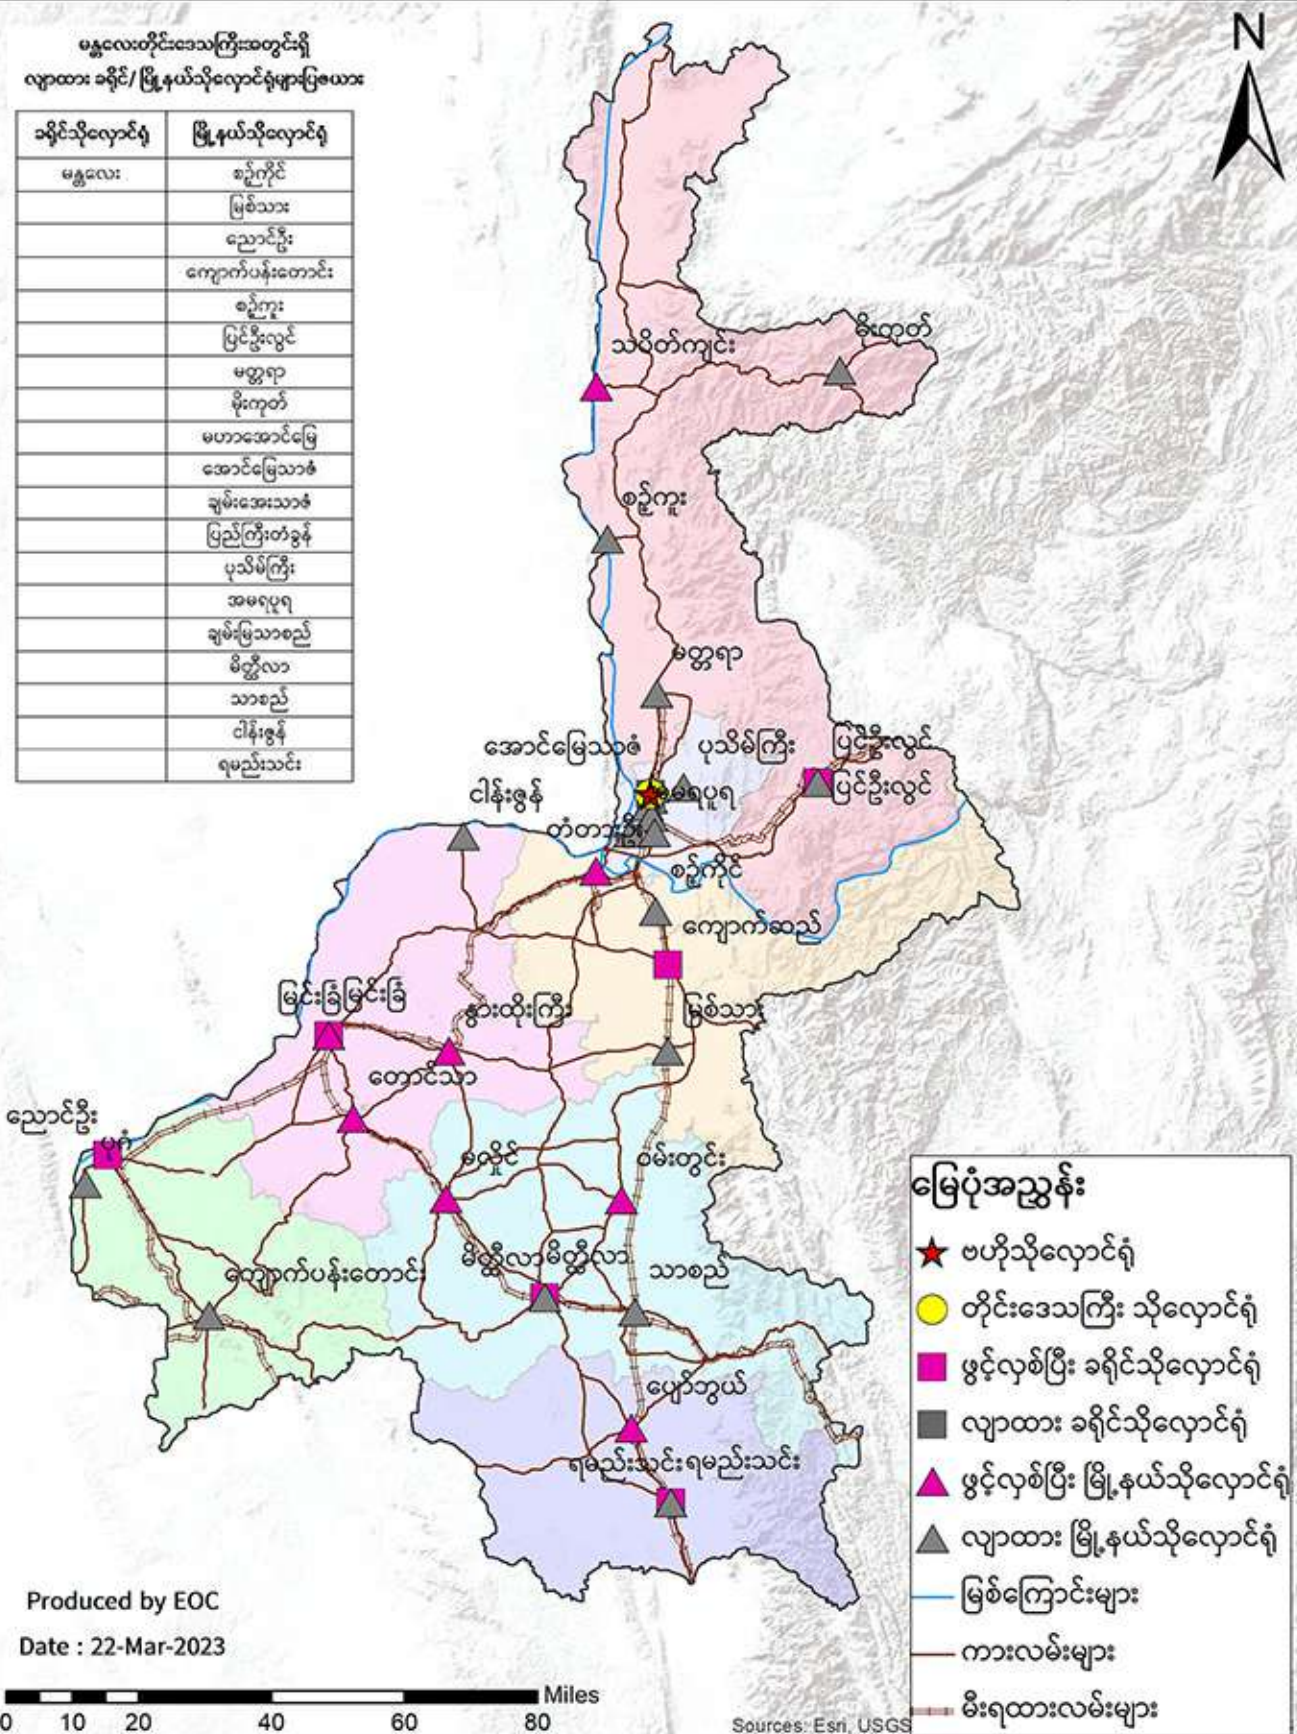 မန္တလေးတိုင်းဒေသကြီးအတွင်းရှိ
လျာထား ခရိုင်/ မြို့နယ်သိုလှောင်ရုံများပြဇယား
ခရိုင်သိုလှောင်ရုံ မြို့နယ်သိုလှောင်ရုံ
မန္တလေး စဉ့်ကိုင်
မြစ်သား
ညောင်ဦး
ကျောက်ပန်းတောင်း
စဉ့်ကူး
ပြင်ဦးလွင်
မတ္တရာ
မိုးကုတ်
မဟာအောင်မြေ
အောင်မြေသာဇံ
ချမ်းအေးသာဇံ
ပြည်ကြီးတံခွန်
ပုသိမ်ကြီး
အမရပူရ
ချမ်းမြသာစည်
မိတ္ထီလာ
သာစည်
ငါန်းဇွန်
ရမည်းသင်း
N
သပိတ်ကျင်း
မိုးကုတ်
စဉ့်ကူး
မတ္တရာ
အောင်မြေသာဇံ
ပုသိမ်ကြီး
ပြင်ဦးလွင်
ပြင်ဦးလွင်
ငါန်းဇွန်
အမရပူရ
တံတားဦး
စဉ့်ကိုင်
ကျောက်ဆည်
မြင်းခြံ မြင်းခြံ
နွားထိုးကြီး
မြစ်သား
တောင်သာ
ညောင်ဦး
ပုဂံ
မလှိုင်
ဝမ်းတွင်း
ကျောက်ပန်းတောင်း
မိတ္ထီလာ မိတ္ထီလာ
သာစည်
ပျော်ဘွယ်
ရမည်းသင်း ရမည်းသင်း
မြေပုံအညွှန်း
ဗဟိုသိုလှောင်ရုံ
တိုင်းဒေသကြီး သိုလှောင်ရုံ
ဖွင့်လှစ်ပြီး ခရိုင်သိုလှောင်ရုံ
လျာထား ခရိုင်သိုလှောင်ရုံ
ဖွင့်လှစ်ပြီး မြို့နယ်သိုလှောင်ရုံ
လျာထား မြို့နယ်သိုလှောင်ရုံ
မြစ်ကြောင်းများ
ကားလမ်းများ
မီးရထားလမ်းများ
Produced by EOC
Date : 22-Mar-2023
Miles
0 10 20 40 60 80
Sources: Esri, USGS